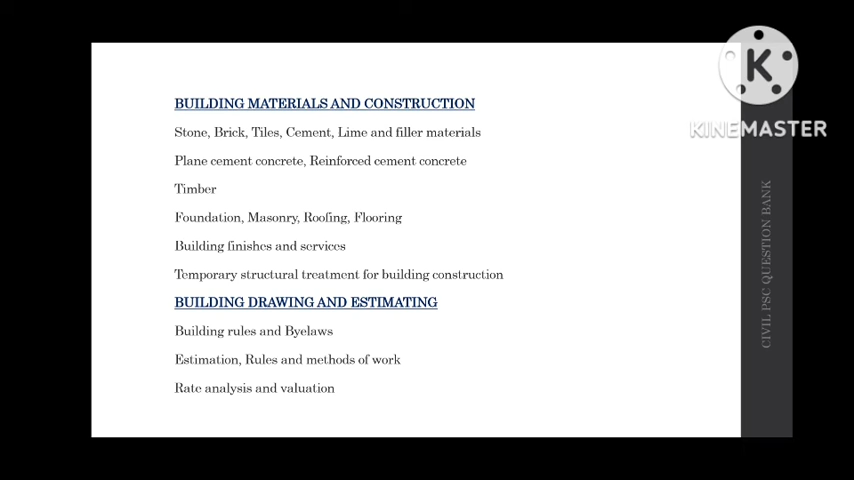 BUILDING MATERIALS AND CONSTRUCTION
Stone, Brick, Tiles, Cement, Lime and filler materials
Plane cement concrete, Reinforced cement concrete
Timber
Foundation, Masonry, Roofing, Flooring
Building finishes and services
Temporary structural treatment for building construction
BUILDING DRAWING AND ESTIMATING
Building rules and Byelaws
Estimation, Rules and methods of work
Rate analysis and valuation
K
KINEMASTER
CIVIL PSC QUESTION BANK